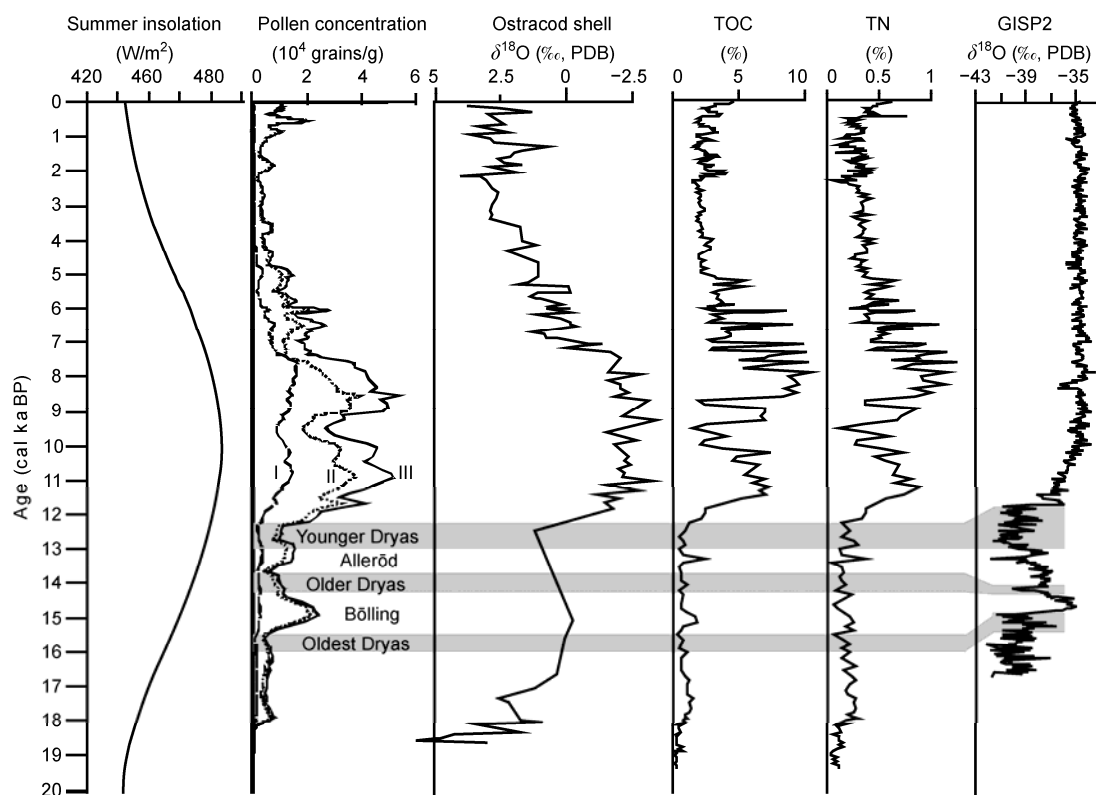 Summer insolation
(W/m²)
420 460 480
Pollen concentration
(10⁴ grains/g)
0 2 4 6
Ostracod shell
δ¹⁸O (‰, PDB)
5 2.5 0 −2.5
TOC
(%)
0 5 10
TN
(%)
0 0.5 1
GISP2
δ¹⁸O (‰, PDB)
−43 −39 −35
Age (cal ka BP)
0
1
2
3
4
5
6
7
8
9
10
11
12
13
14
15
16
17
18
19
20
I II III
Younger Dryas
Allerōd
Older Dryas
Bōlling
Oldest Dryas